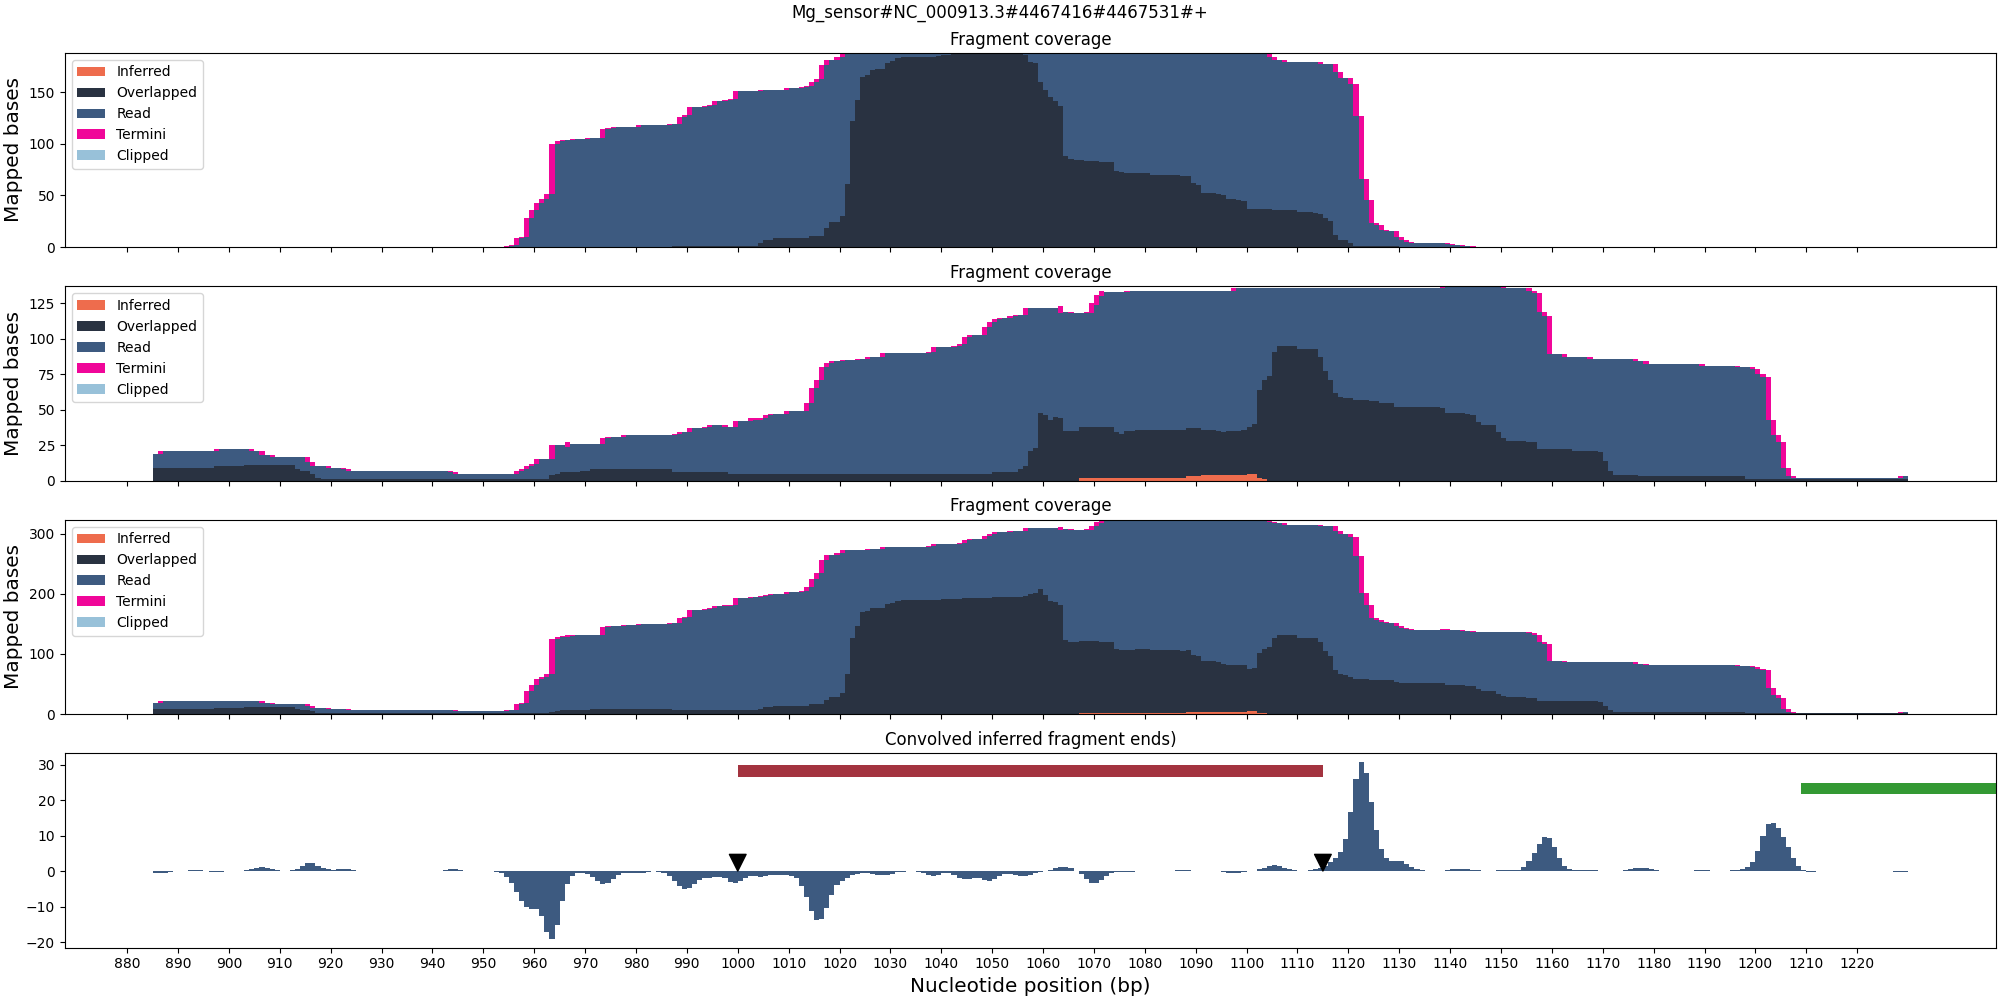 Mg_sensor#NC_000913.3#4467416#4467531#+
Fragment coverage
Mapped bases
150
100
50
0
Inferred
Overlapped
Read
Termini
Clipped
Fragment coverage
Mapped bases
125
100
75
50
25
0
Inferred
Overlapped
Read
Termini
Clipped
Fragment coverage
Mapped bases
300
200
100
0
Inferred
Overlapped
Read
Termini
Clipped
Convolved inferred fragment ends)
30
20
10
0
−10
−20
880 890 900 910 920 930 940 950 960 970 980 990 1000 1010 1020 1030 1040 1050 1060 1070 1080 1090 1100 1110 1120 1130 1140 1150 1160 1170 1180 1190 1200 1210 1220
Nucleotide position (bp)